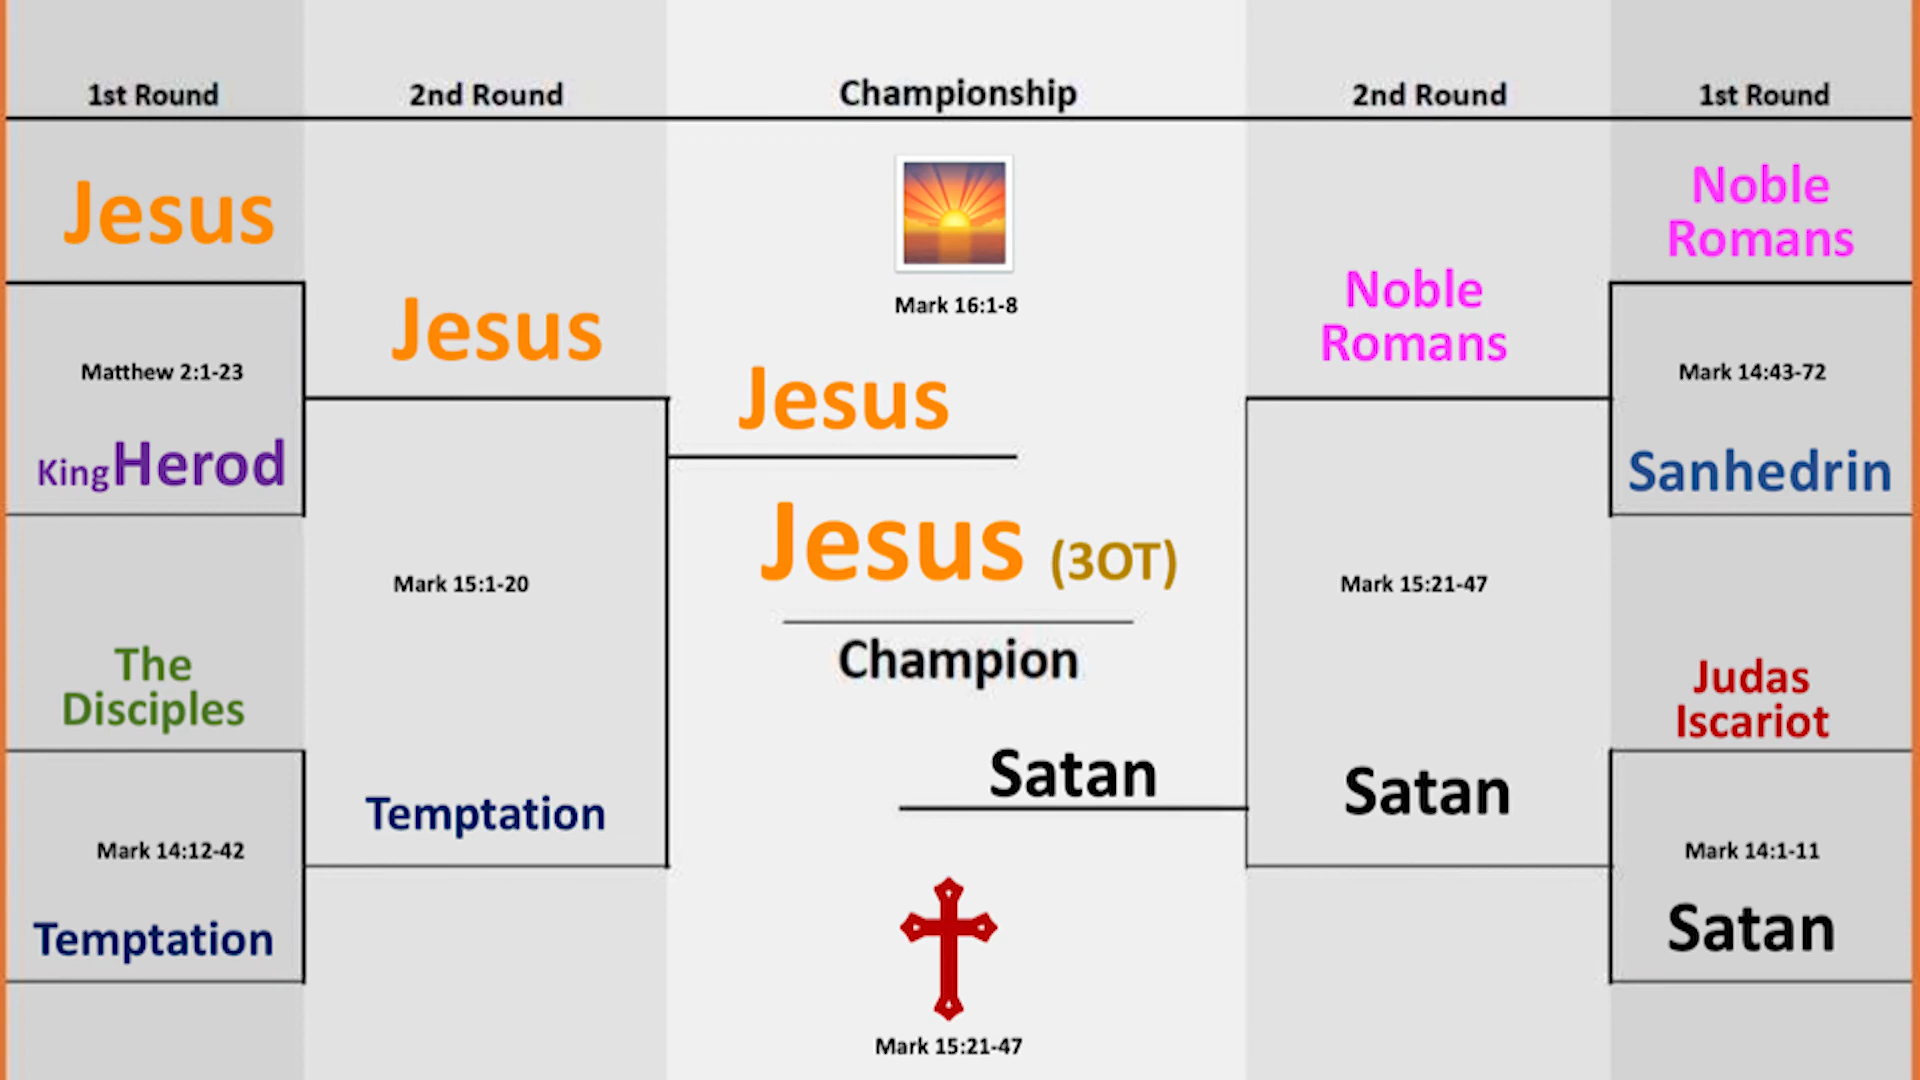 1st Round
2nd Round
Championship
2nd Round
1st Round
Jesus
Matthew 2:1-23
King Herod
The
Disciples
Mark 14:12-42
Temptation
Jesus
Mark 15:1-20
Temptation
Mark 16:1-8
Jesus
Jesus (3OT)
Champion
Satan
Mark 15:21-47
Noble
Romans
Mark 15:21-47
Satan
Noble
Romans
Mark 14:43-72
Sanhedrin
Judas
Iscariot
Mark 14:1-11
Satan